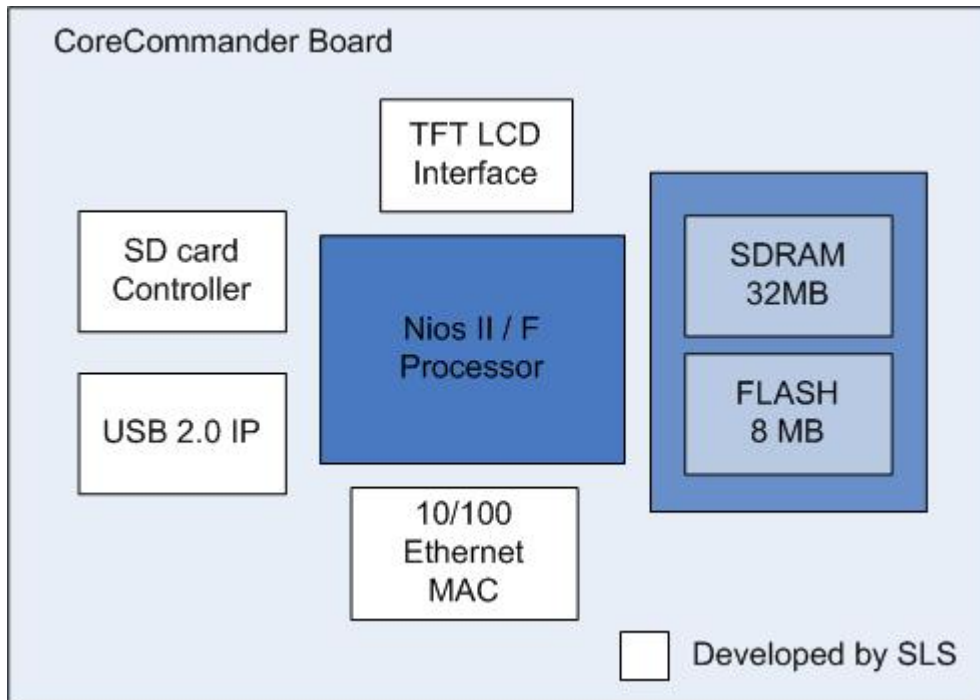 CoreCommander Board
TFT LCD
Interface
SD card
Controller
Nios II / F
Processor
SDRAM
32MB
USB 2.0 IP
FLASH
8 MB
10/100
Ethernet
MAC
Developed by SLS